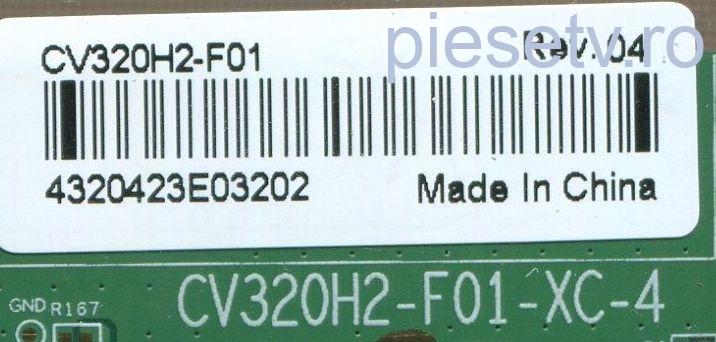 piesetv.ro
CV320H2-F01 Rev.04
4320423E03202 Made In China
CV320H2-F01-XC-4
GND R167